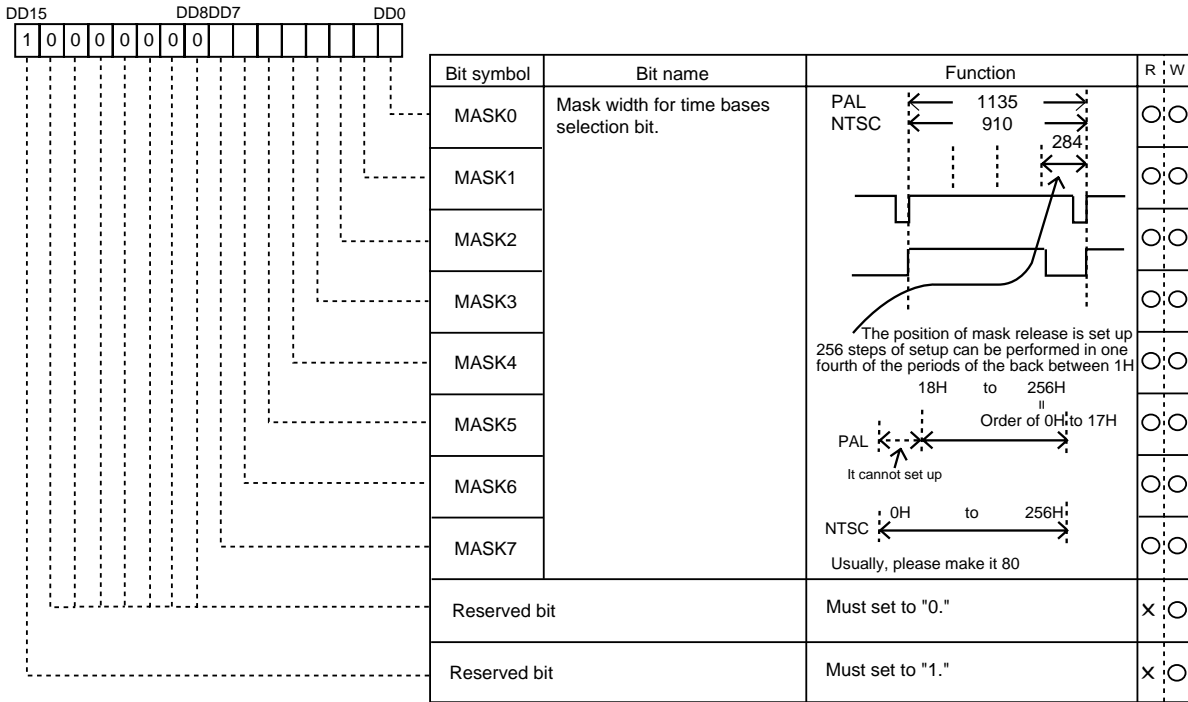 DD15 DD8DD7 DD0
1 0 0 0 0 0 0 0
Bit symbol Bit name Function R W
MASK0 Mask width for time bases
selection bit.
PAL 1135
NTSC 910
284
MASK1
MASK2
MASK3
The position of mask release is set up
256 steps of setup can be performed in one
fourth of the periods of the back between 1H
MASK4
18H to 256H
Order of 0H to 17H
MASK5
PAL
It cannot set up
MASK6
0H to 256H
NTSC
MASK7
Usually, please make it 80
Reserved bit Must set to "0." X
Reserved bit Must set to "1." X